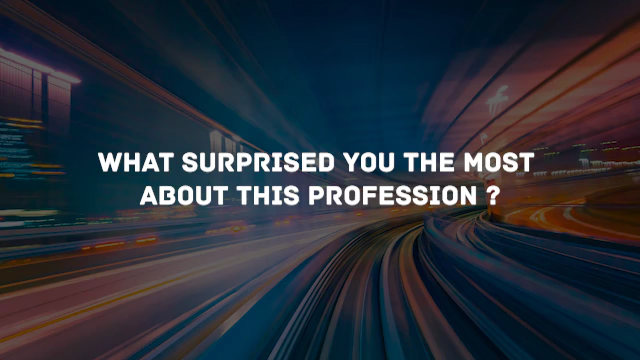 WHAT SURPRISED YOU THE MOST
ABOUT THIS PROFESSION ?